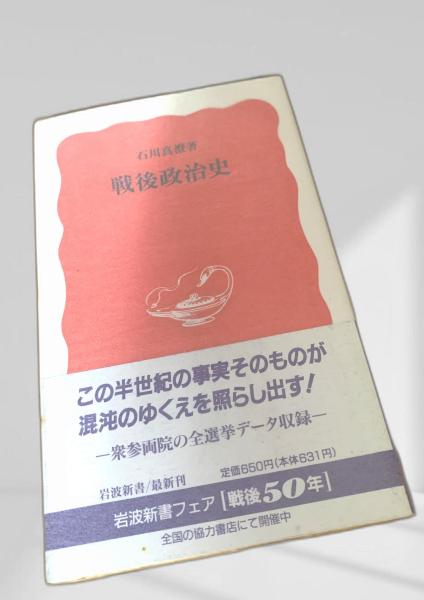 石川真澄著
戦後政治史
この半世紀の事実そのものが
混沌のゆくえを照らし出す!
—衆参両院の全選挙データ収録—
岩波新書/最新刊 定価650円(本体631円)
岩波新書フェア[戦後50年]
全国の協力書店にて開催中